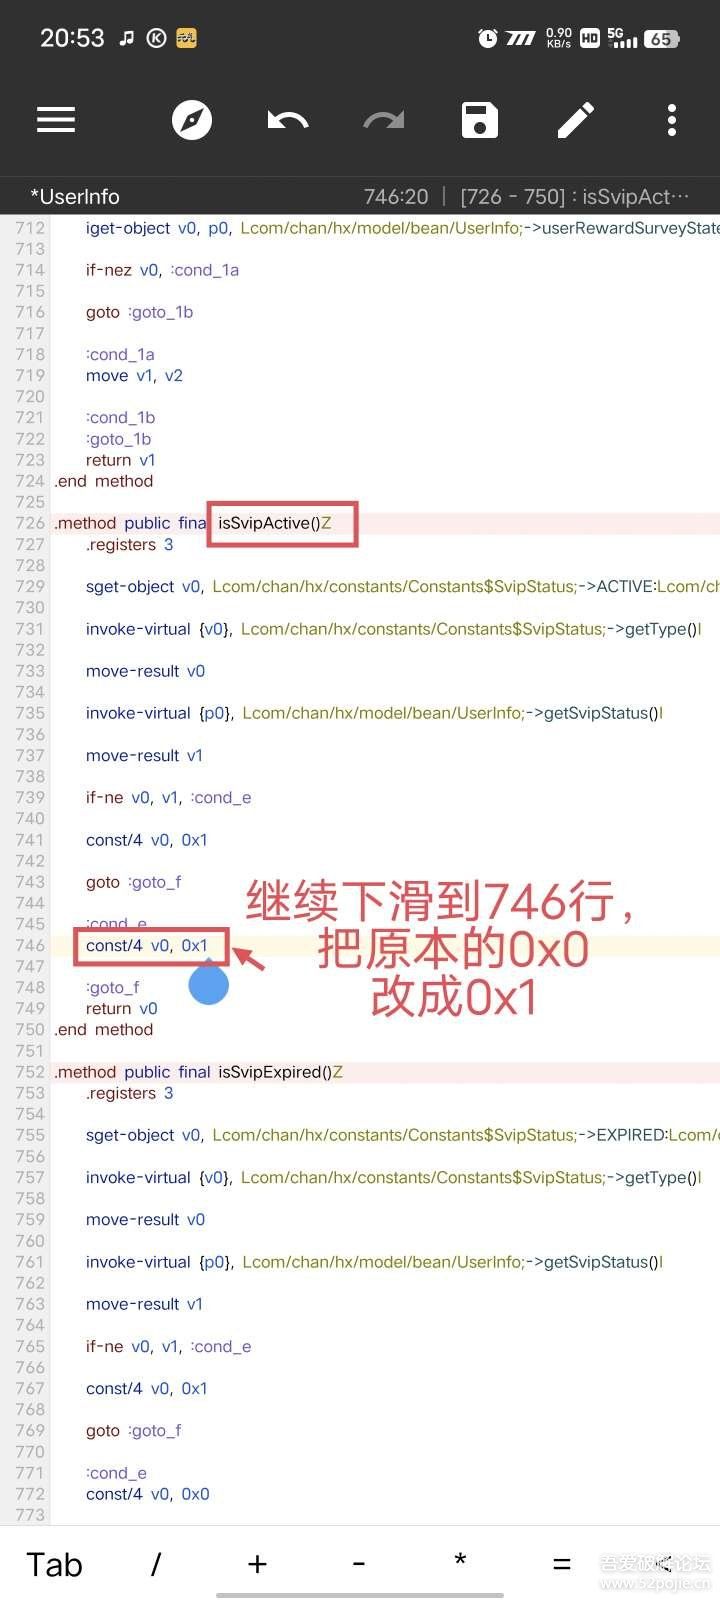 20:53 0.90 KB/s HD 5G 65
*UserInfo 746:20 | [726 - 750] : isSvipAct···
712 iget-object v0, p0, Lcom/chan/hx/model/bean/UserInfo;->userRewardSurveyState
713
714 if-nez v0, :cond_1a
715
716 goto :goto_1b
717
718 :cond_1a
719 move v1, v2
720
721 :cond_1b
722 :goto_1b
723 return v1
724 .end method
725
726 .method public fina isSvipActive()Z
727 .registers 3
728
729 sget-object v0, Lcom/chan/hx/constants/Constants$SvipStatus;->ACTIVE:Lcom/ch
730
731 invoke-virtual {v0}, Lcom/chan/hx/constants/Constants$SvipStatus;->getType()I
732
733 move-result v0
734
735 invoke-virtual {p0}, Lcom/chan/hx/model/bean/UserInfo;->getSvipStatus()I
736
737 move-result v1
738
739 if-ne v0, v1, :cond_e
740
741 const/4 v0, 0x1
742
743 goto :goto_f
744
745 :cond_e
746 const/4 v0, 0x1
747
748 :goto_f
749 return v0
750 .end method
751
继续下滑到746行，
把原本的0x0
改成0x1
752 .method public final isSvipExpired()Z
753 .registers 3
754
755 sget-object v0, Lcom/chan/hx/constants/Constants$SvipStatus;->EXPIRED:Lcom/
756
757 invoke-virtual {v0}, Lcom/chan/hx/constants/Constants$SvipStatus;->getType()I
758
759 move-result v0
760
761 invoke-virtual {p0}, Lcom/chan/hx/model/bean/UserInfo;->getSvipStatus()I
762
763 move-result v1
764
765 if-ne v0, v1, :cond_e
766
767 const/4 v0, 0x1
768
769 goto :goto_f
770
771 :cond_e
772 const/4 v0, 0x0
773
Tab / + - * = <
吾爱破解论坛
www.52pojie.cn